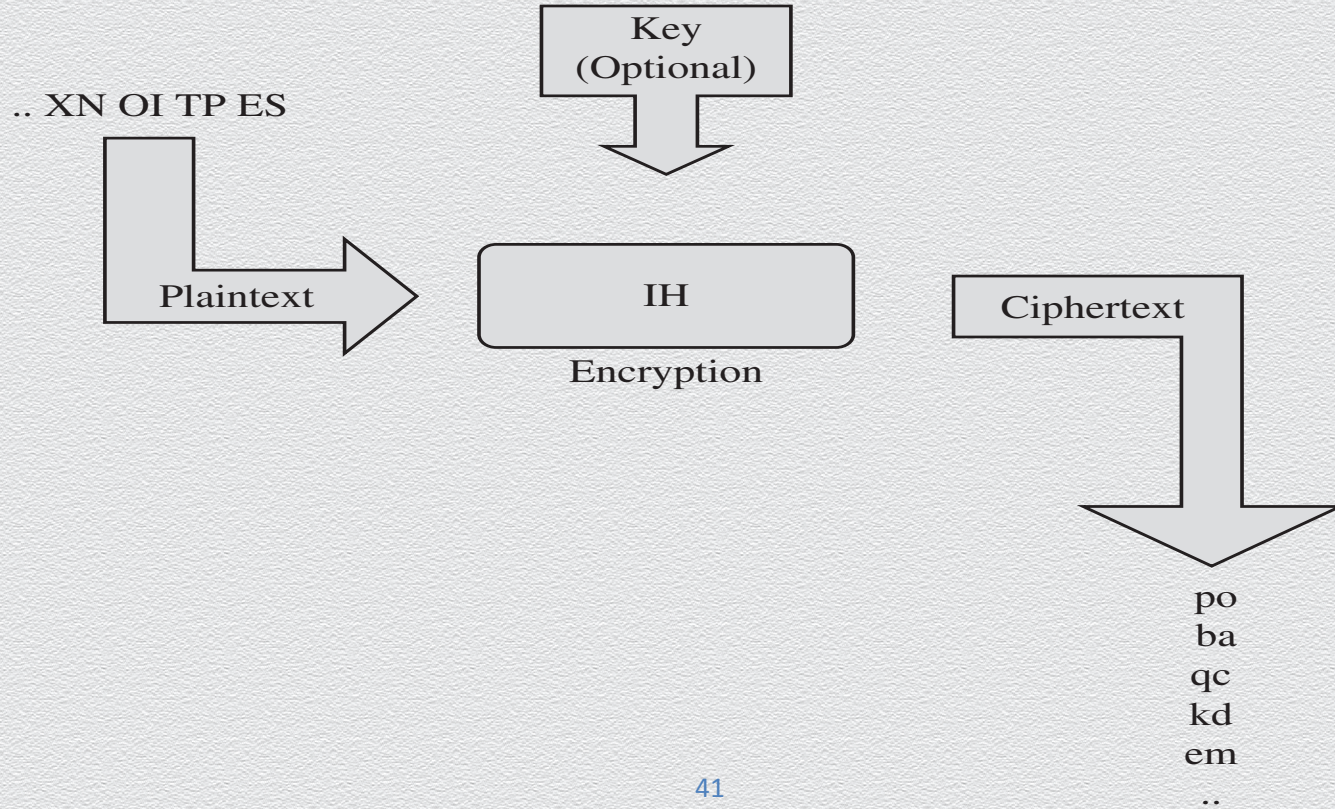 Key
(Optional)
.. XN OI TP ES
Plaintext
IH
Encryption
Ciphertext
po
ba
qc
kd
em
..
41